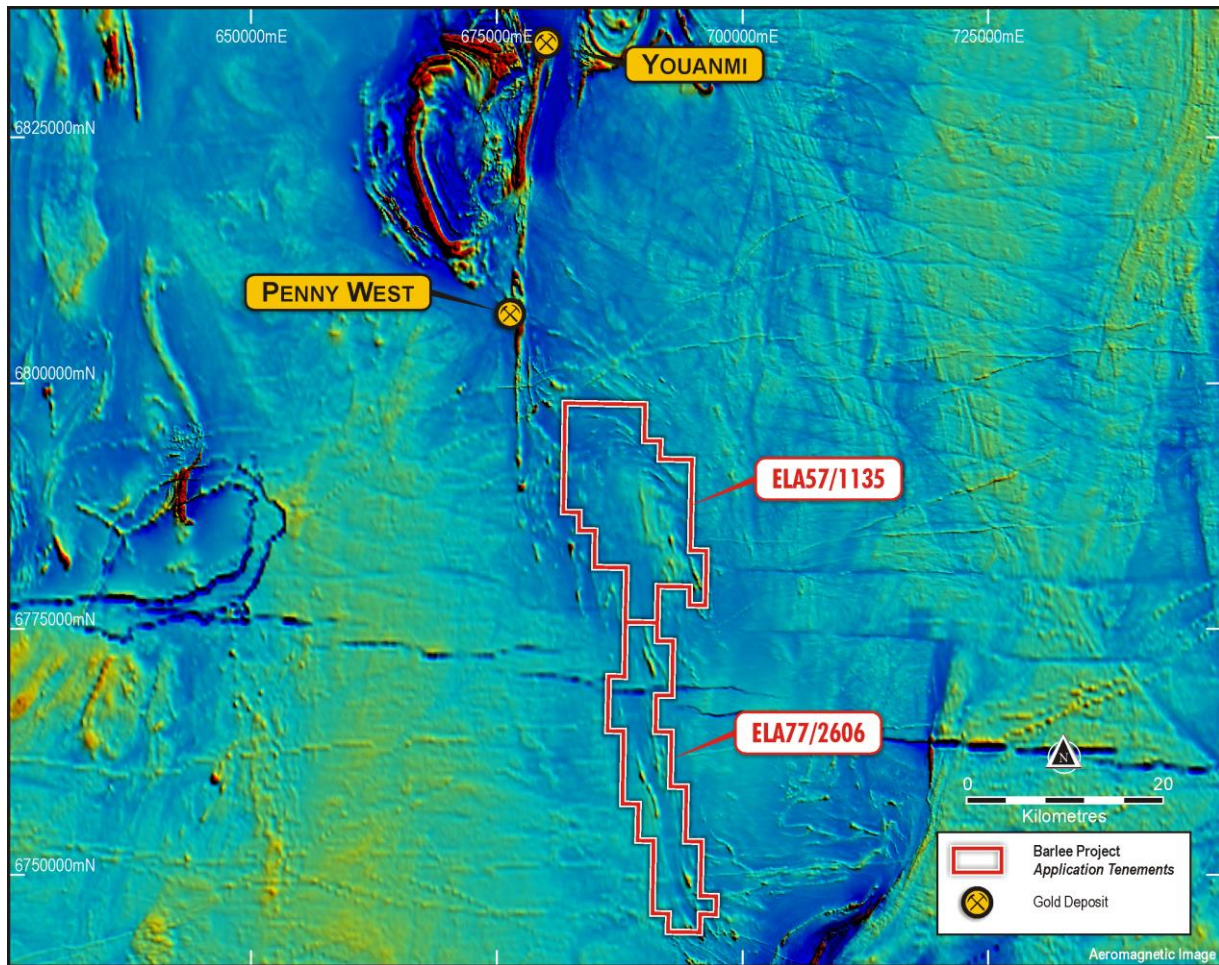 650000mE
675000mE
700000mE
725000mE
YOUANMI
6825000mN
PENNY WEST
6800000mN
ELA57/1135
6775000mN
ELA77/2606
N
0 20
Kilometres
6750000mN
Barlee Project
Application Tenements
Gold Deposit
Aeromagnetic Image